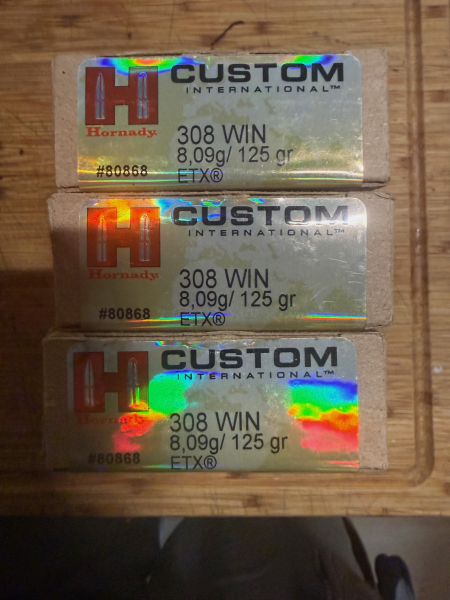 H CUSTOM
INTERNATIONAL™
Hornady
308 WIN
8,09g/ 125 gr
#80868
ETX®
H CUSTOM
INTERNATIONAL™
Hornady
308 WIN
8,09g/ 125 gr
#80868
ETX®
H CUSTOM
INTERNATIONAL™
Hornady
308 WIN
8,09g/ 125 gr
#80868
ETX®